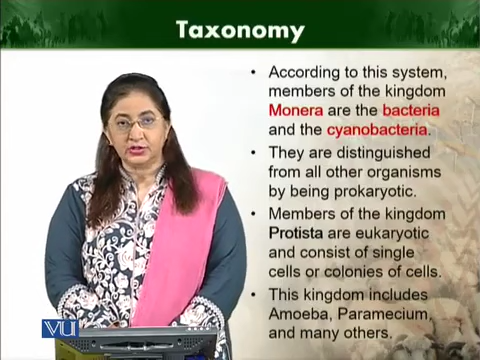 Taxonomy
• According to this system,
members of the kingdom
Monera are the bacteria
and the cyanobacteria.
• They are distinguished
from all other organisms
by being prokaryotic.
• Members of the kingdom
Protista are eukaryotic
and consist of single
cells or colonies of cells.
• This kingdom includes
Amoeba, Paramecium,
and many others.
VU